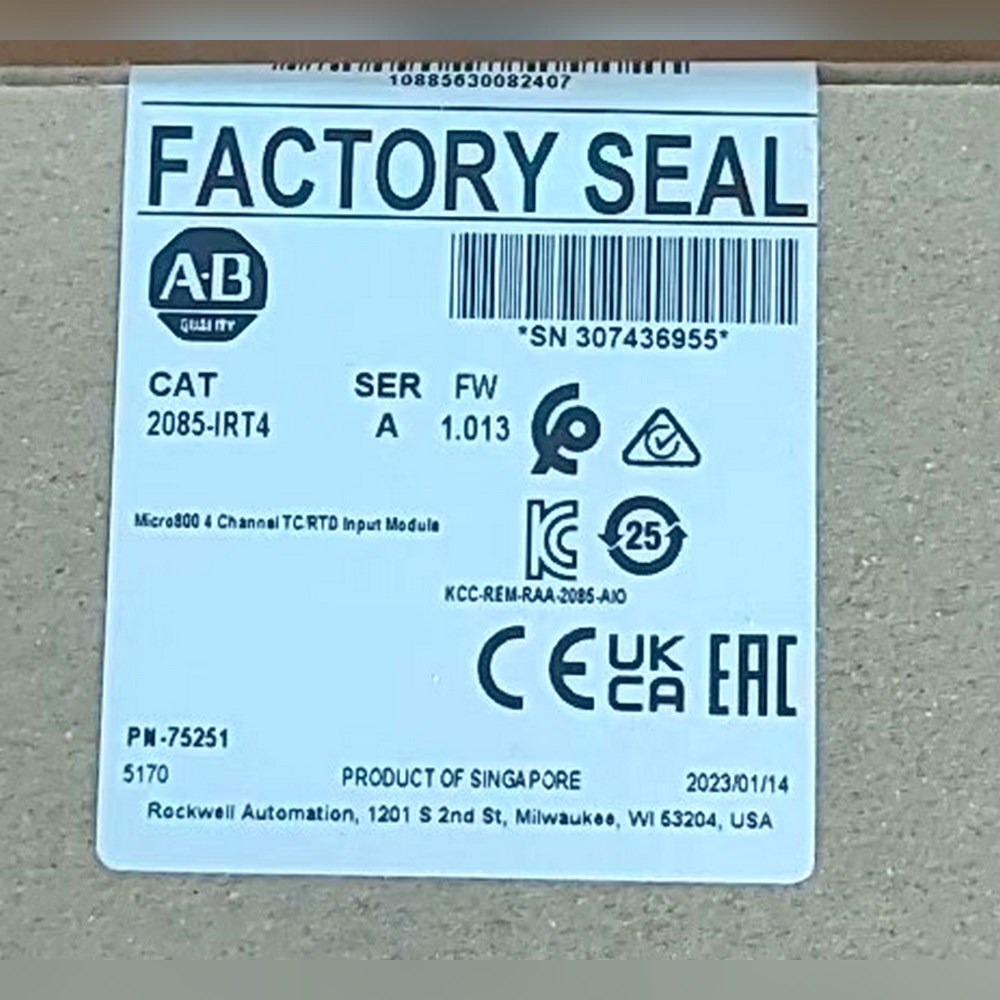 10885630082407
FACTORY SEAL
A·B
QUALITY
*SN 307436955*
CAT SER FW
2085-IRT4 A 1.013
Micro800 4 Channel TC/RTD Input Module
25
KCC-REM-RAA-2085-AIO
CE UK CA EAC
PN-75251
5170 PRODUCT OF SINGAPORE 2023/01/14
Rockwell Automation, 1201 S 2nd St, Milwaukee, WI 53204, USA